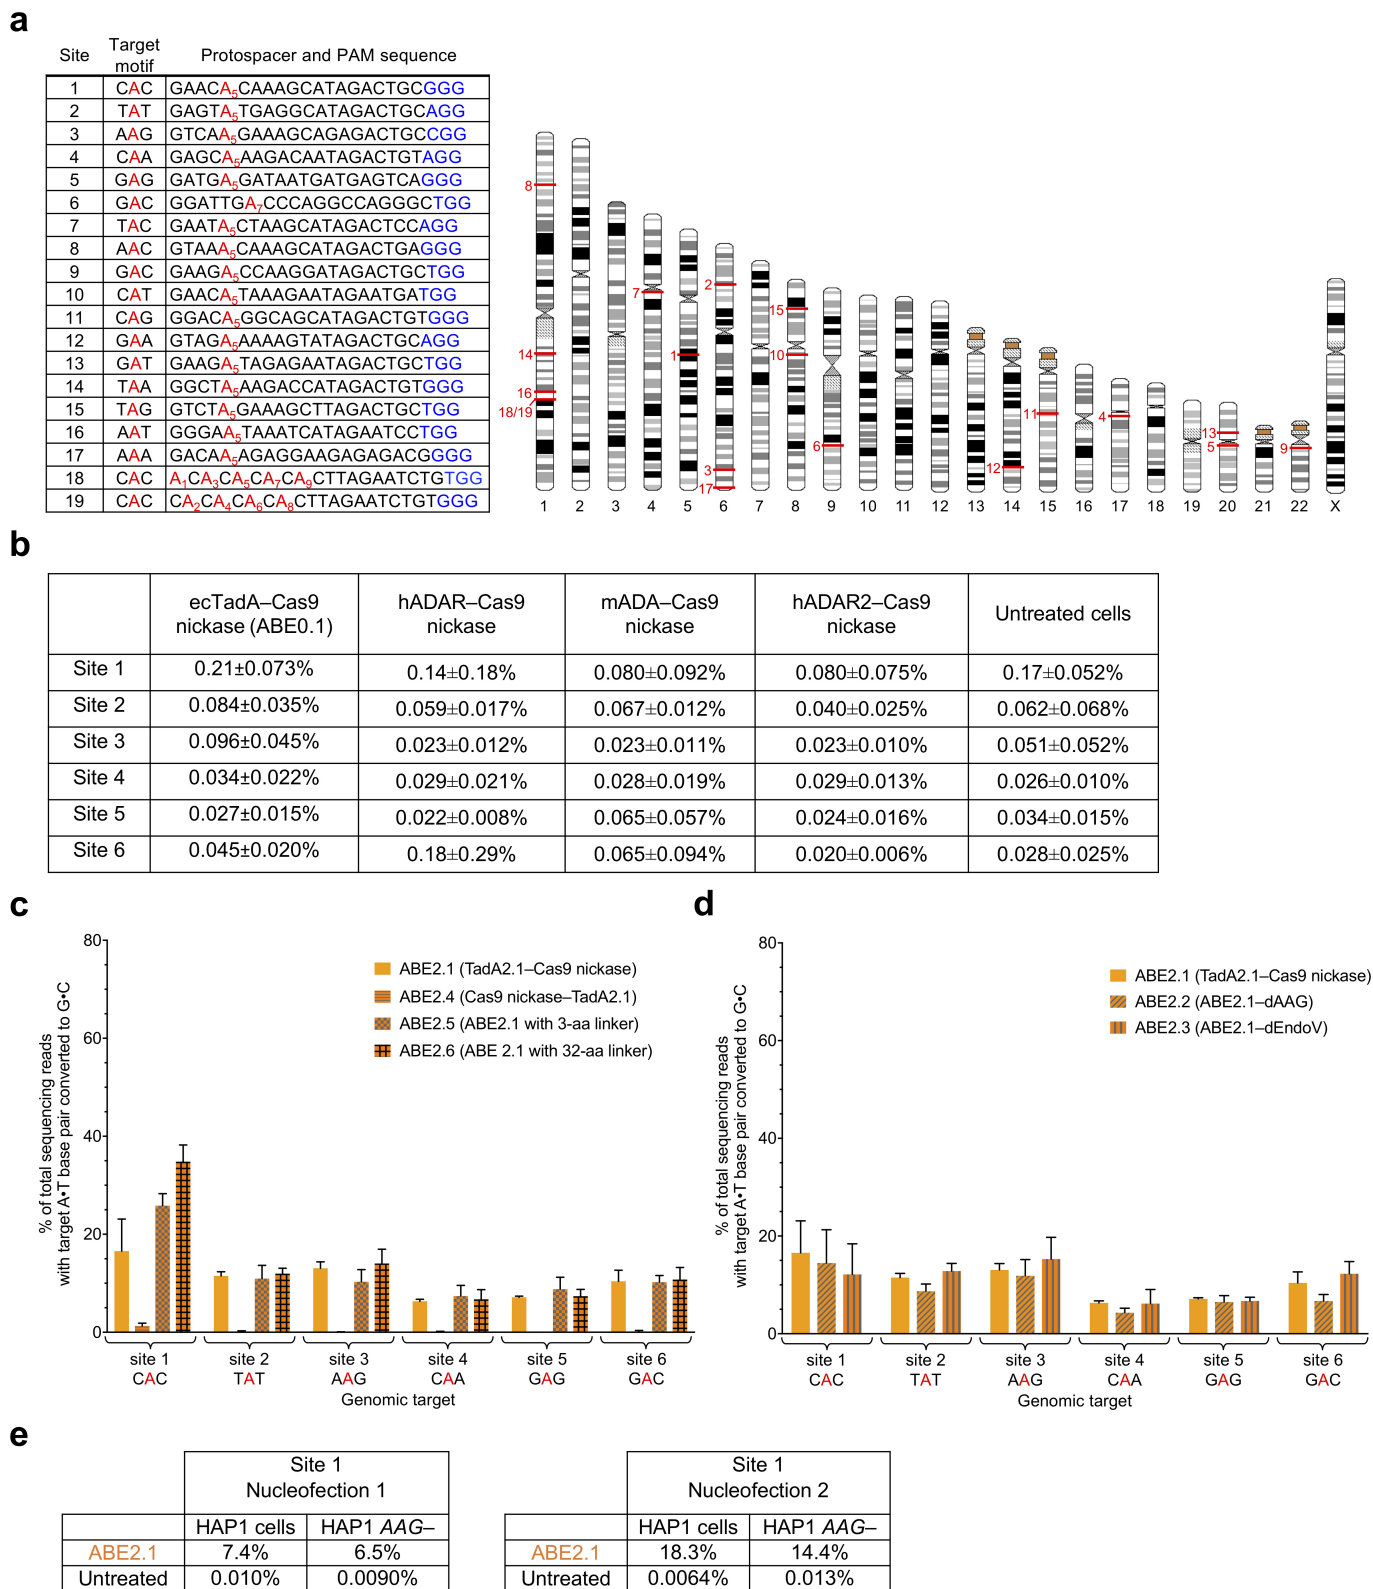 a
Site Target motif Protospacer and PAM sequence
1 CAC GAACA5CAAAGCATAGACTGCGGG
2 TAT GAGTA5TGAGGCATAGACTGCAGG
3 AAG GTCAA5GAAAGCAGAGACTGCCGG
4 CAA GAGCA5AAGACAATAGACTGTAGG
5 GAG GATGA5GATAATGATGAGTCAGGG
6 GAC GGATTGA7CCCAGGCCAGGGCTGG
7 TAC GAATA5CTAAGCATAGACTCCAGG
8 AAC GTAAA5CAAAGCATAGACTGAGGG
9 GAC GAAGA5CCAAGGATAGACTGCTGG
10 CAT GAACA5TAAAGAATAGAATGATGG
11 CAG GGACA5GGCAGCATAGACTGTGGG
12 GAA GTAGA5AAAAGTATAGACTGCAGG
13 GAT GAAGA5TAGAGAATAGACTGCTGG
14 TAA GGCTA5AAGACCATAGACTGTGGG
15 TAG GTCTA5GAAAGCTTAGACTGCTGG
16 AAT GGGAA5TAAATCATAGAATCCTGG
17 AAA GACAA5AGAGGAAGAGAGACGGGG
18 CAC A1CA3CA5CA7CA9CTTAGAATCTGTGG
19 CAC CA2CA4CA6CA8CTTAGAATCTGTGGG
8
2
7
15
14
1
10
16
18/19
11
4
13
5
9
6
3
12
17
1 2 3 4 5 6 7 8 9 10 11 12 13 14 15 16 17 18 19 20 21 22 X
b
ecTadA–Cas9 nickase (ABE0.1) hADAR–Cas9 nickase mADA–Cas9 nickase hADAR2–Cas9 nickase Untreated cells
Site 1 0.21±0.073% 0.14±0.18% 0.080±0.092% 0.080±0.075% 0.17±0.052%
Site 2 0.084±0.035% 0.059±0.017% 0.067±0.012% 0.040±0.025% 0.062±0.068%
Site 3 0.096±0.045% 0.023±0.012% 0.023±0.011% 0.023±0.010% 0.051±0.052%
Site 4 0.034±0.022% 0.029±0.021% 0.028±0.019% 0.029±0.013% 0.026±0.010%
Site 5 0.027±0.015% 0.022±0.008% 0.065±0.057% 0.024±0.016% 0.034±0.015%
Site 6 0.045±0.020% 0.18±0.29% 0.065±0.094% 0.020±0.006% 0.028±0.025%
c
% of total sequencing reads
with target A•T base pair converted to G•C
80
60
40
20
0
ABE2.1 (TadA2.1–Cas9 nickase)
ABE2.4 (Cas9 nickase–TadA2.1)
ABE2.5 (ABE2.1 with 3-aa linker)
ABE2.6 (ABE 2.1 with 32-aa linker)
site 1 site 2 site 3 site 4 site 5 site 6
CAC TAT AAG CAA GAG GAC
Genomic target
d
% of total sequencing reads
with target A•T base pair converted to G•C
80
60
40
20
0
ABE2.1 (TadA2.1–Cas9 nickase)
ABE2.2 (ABE2.1–dAAG)
ABE2.3 (ABE2.1–dEndoV)
site 1 site 2 site 3 site 4 site 5 site 6
CAC TAT AAG CAA GAG GAC
Genomic target
e
Site 1
Nucleofection 1
HAP1 cells HAP1 AAG–
ABE2.1 7.4% 6.5%
Untreated 0.010% 0.0090%
Site 1
Nucleofection 2
HAP1 cells HAP1 AAG–
ABE2.1 18.3% 14.4%
Untreated 0.0064% 0.013%